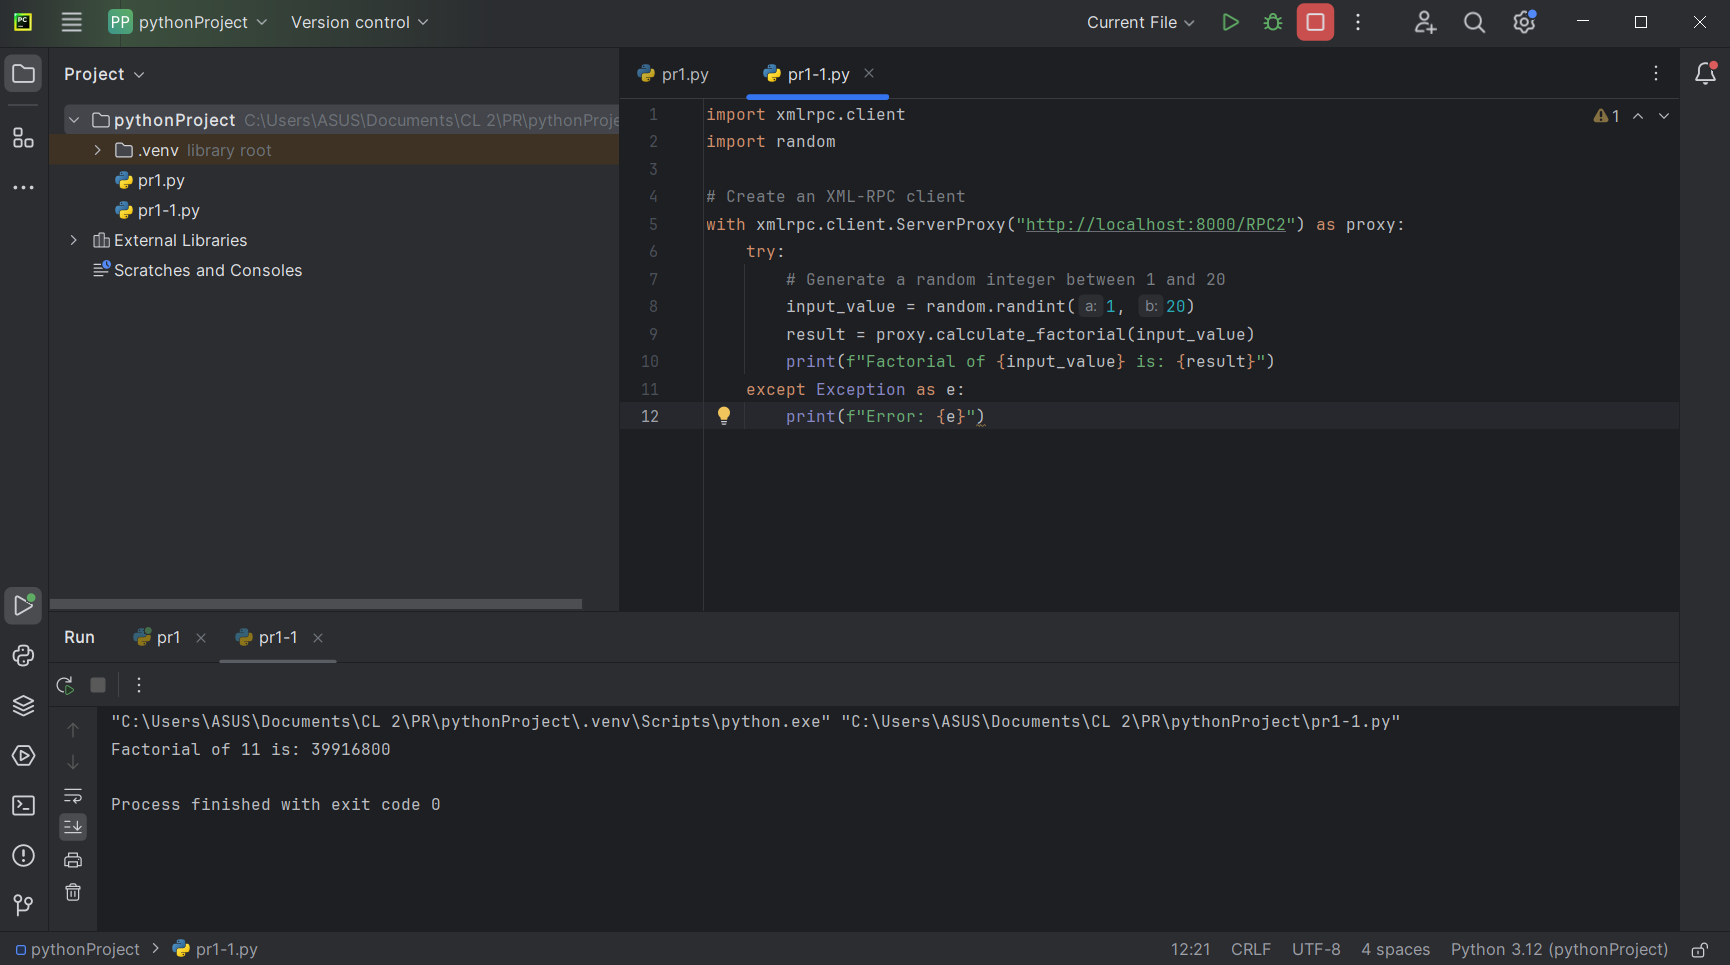 PC PP pythonProject Version control Current File
Project
pythonProject C:\Users\ASUS\Documents\CL 2\PR\pythonProje
.venv library root
pr1.py
pr1-1.py
External Libraries
Scratches and Consoles
pr1.py pr1-1.py
1 import xmlrpc.client
2 import random
3
4 # Create an XML-RPC client
5 with xmlrpc.client.ServerProxy("http://localhost:8000/RPC2") as proxy:
6 try:
7 # Generate a random integer between 1 and 20
8 input_value = random.randint( a: 1, b: 20)
9 result = proxy.calculate_factorial(input_value)
10 print(f"Factorial of {input_value} is: {result}")
11 except Exception as e:
12 print(f"Error: {e}")
1
Run pr1 pr1-1
"C:\Users\ASUS\Documents\CL 2\PR\pythonProject\.venv\Scripts\python.exe" "C:\Users\ASUS\Documents\CL 2\PR\pythonProject\pr1-1.py"
Factorial of 11 is: 39916800
Process finished with exit code 0
pythonProject > pr1-1.py 12:21 CRLF UTF-8 4 spaces Python 3.12 (pythonProject)